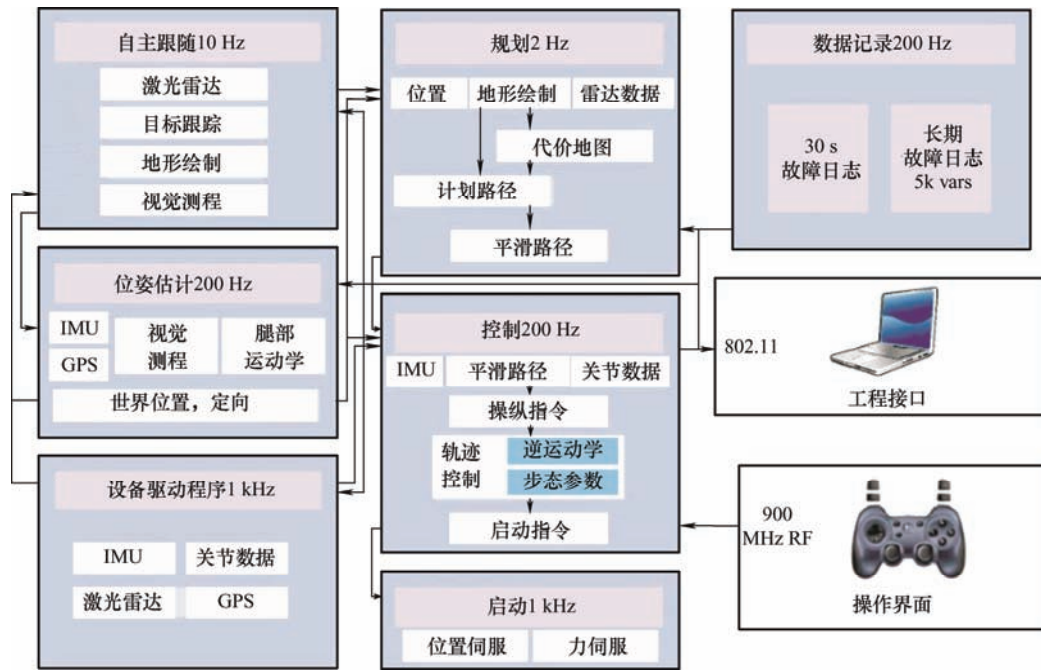 自主跟随10 Hz
激光雷达
目标跟踪
地形绘制
视觉测程
规划2 Hz
位置
地形绘制
雷达数据
代价地图
计划路径
平滑路径
数据记录200 Hz
30 s
故障日志
长期
故障日志
5k vars
位姿估计200 Hz
IMU
GPS
视觉
测程
腿部
运动学
世界位置，定向
控制200 Hz
IMU
平滑路径
关节数据
操纵指令
轨迹
控制
逆运动学
步态参数
启动指令
802.11
工程接口
设备驱动程序1 kHz
IMU
关节数据
激光雷达
GPS
启动1 kHz
位置伺服
力伺服
900
MHz RF
操作界面